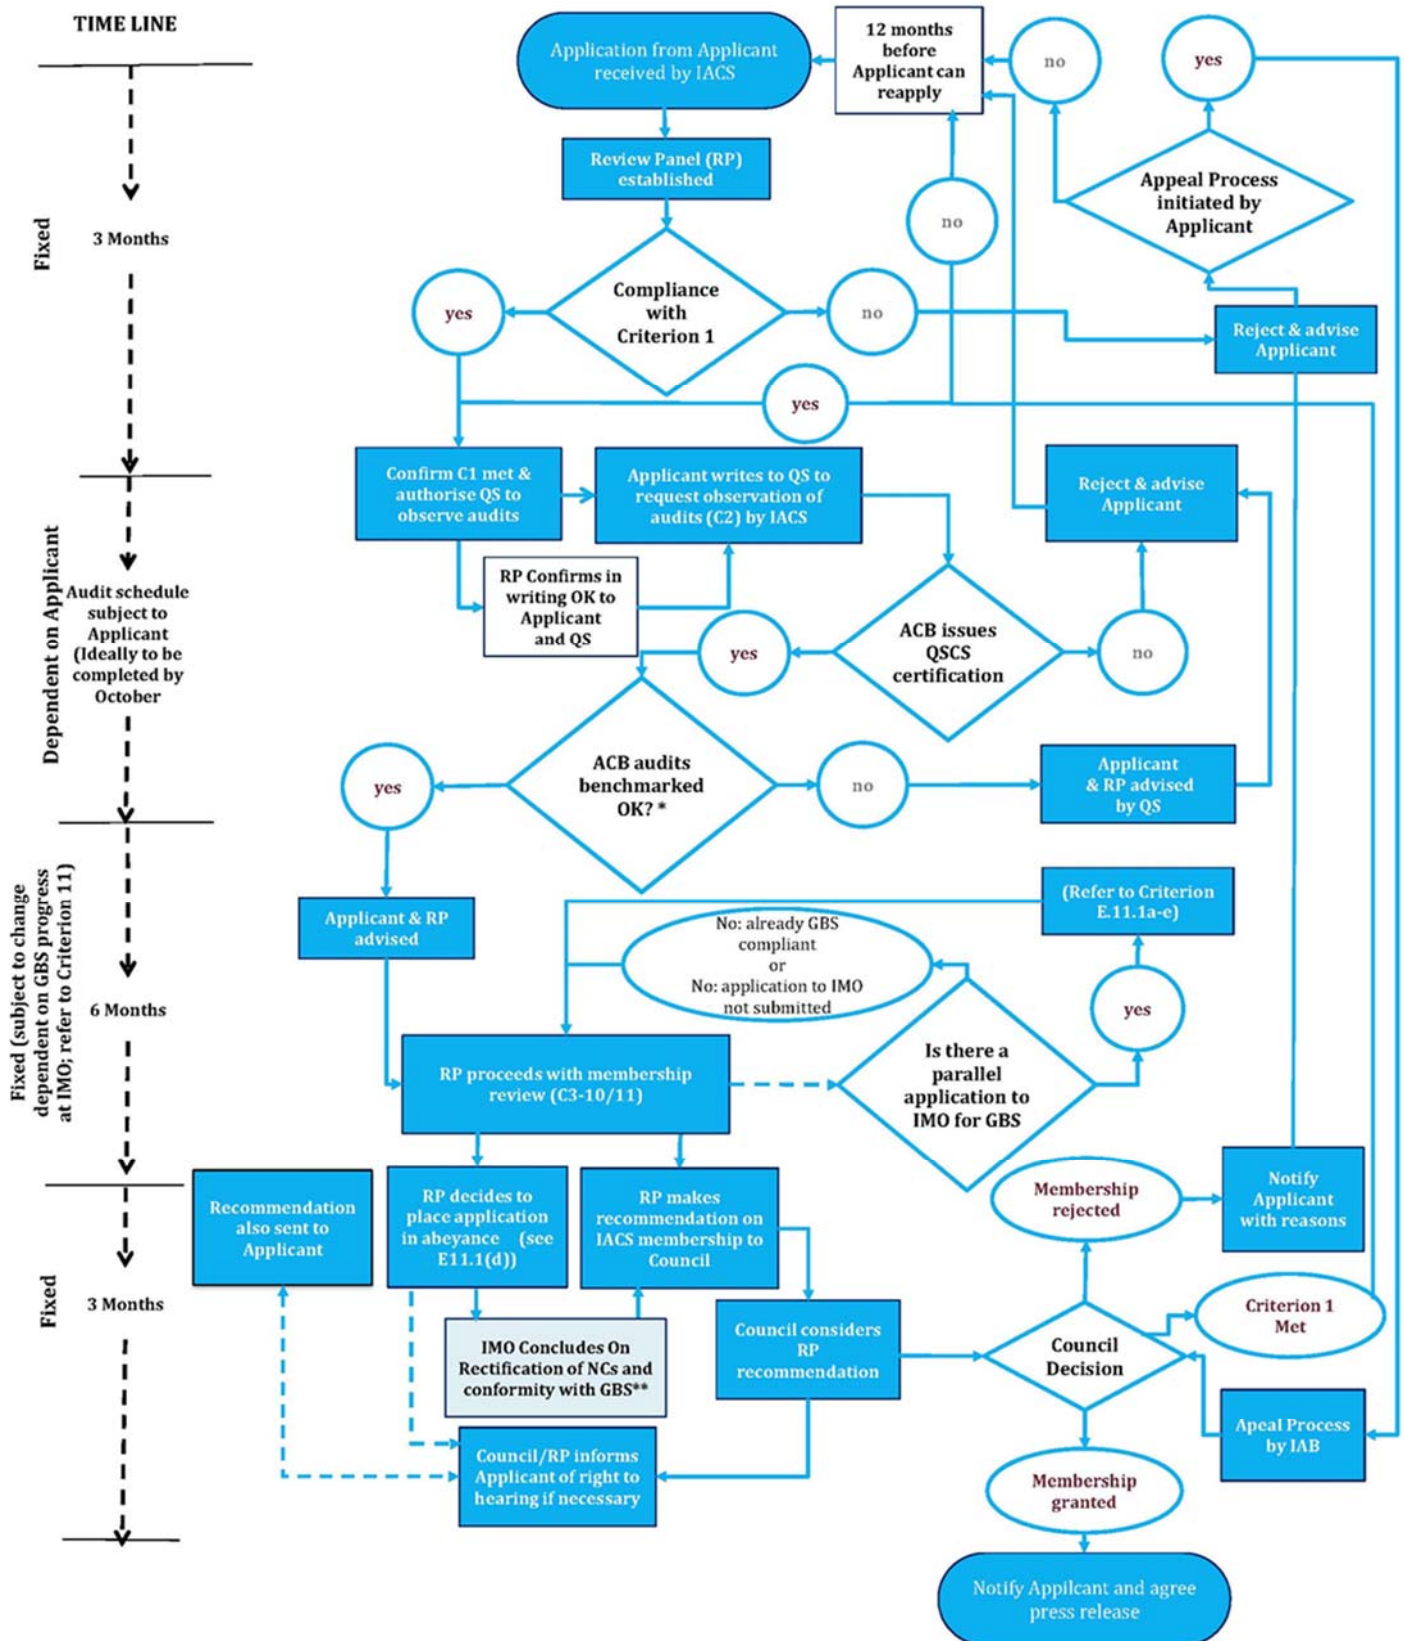 TIME LINE
Fixed
3 Months
Dependent on Applicant
Audit schedule
subject to
Applicant
(Ideally to be
completed by
October
Fixed (subject to change
dependent on GBS progress
at IMO; refer to Criterion 11)
6 Months
Fixed
3 Months
Application from Applicant
received by IACS
12 months
before
Applicant can
reapply
no
yes
Review Panel (RP)
established
Appeal Process
initiated by
Applicant
no
Compliance
with
Criterion 1
yes
no
Reject & advise
Applicant
yes
Confirm C1 met &
authorise QS to
observe audits
Applicant writes to QS to
request observation of
audits (C2) by IACS
Reject & advise
Applicant
RP Confirms in
writing OK to
Applicant
and QS
yes
ACB issues
QSCS
certification
no
yes
ACB audits
benchmarked
OK? *
no
Applicant
& RP advised
by QS
Applicant & RP
advised
No: already GBS
compliant
or
No: application to IMO
not submitted
(Refer to Criterion
E.11.1a-e)
yes
RP proceeds with membership
review (C3-10/11)
Is there a
parallel
application to
IMO for GBS
Recommendation
also sent to
Applicant
RP decides to
place application
in abeyance (see
E11.1(d))
RP makes
recommendation on
IACS membership to
Council
Membership
rejected
Notify
Applicant
with reasons
IMO Concludes On
Rectification of NCs and
conformity with GBS**
Council considers
RP
recommendation
Council
Decision
Criterion 1
Met
Apeal Process
by IAB
Council/RP informs
Applicant of right to
hearing if necessary
Membership
granted
Notify Appilcant and agree
press release